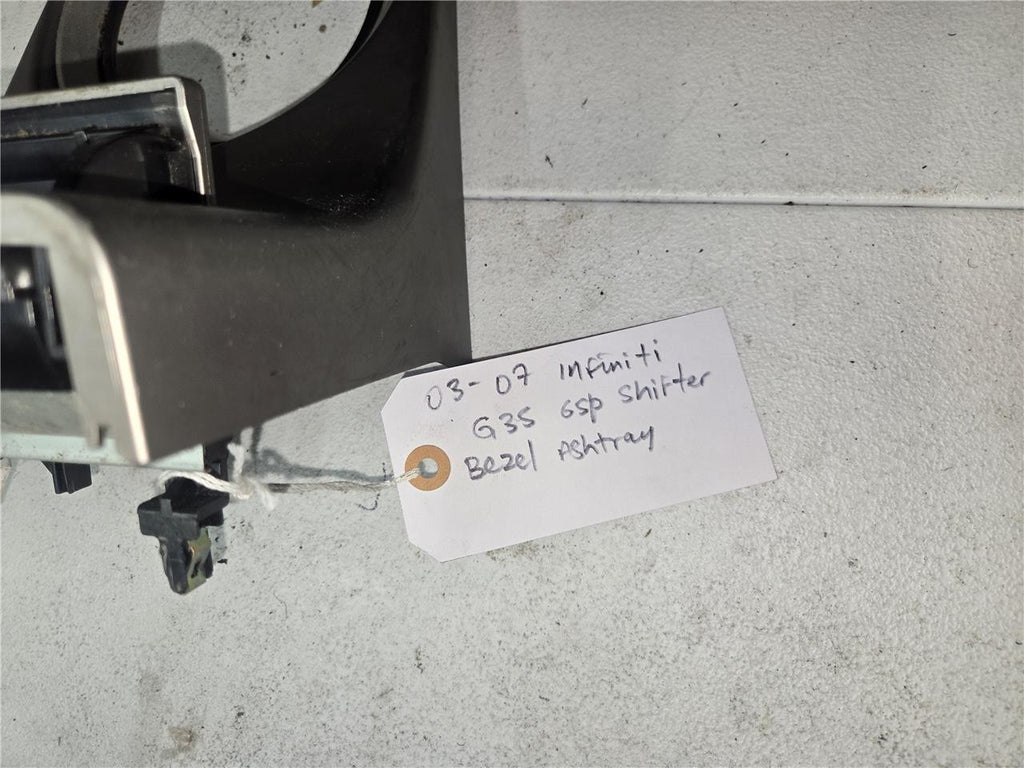 03-07 Infiniti
G35 6sp Shifter
Bezel Ashtray